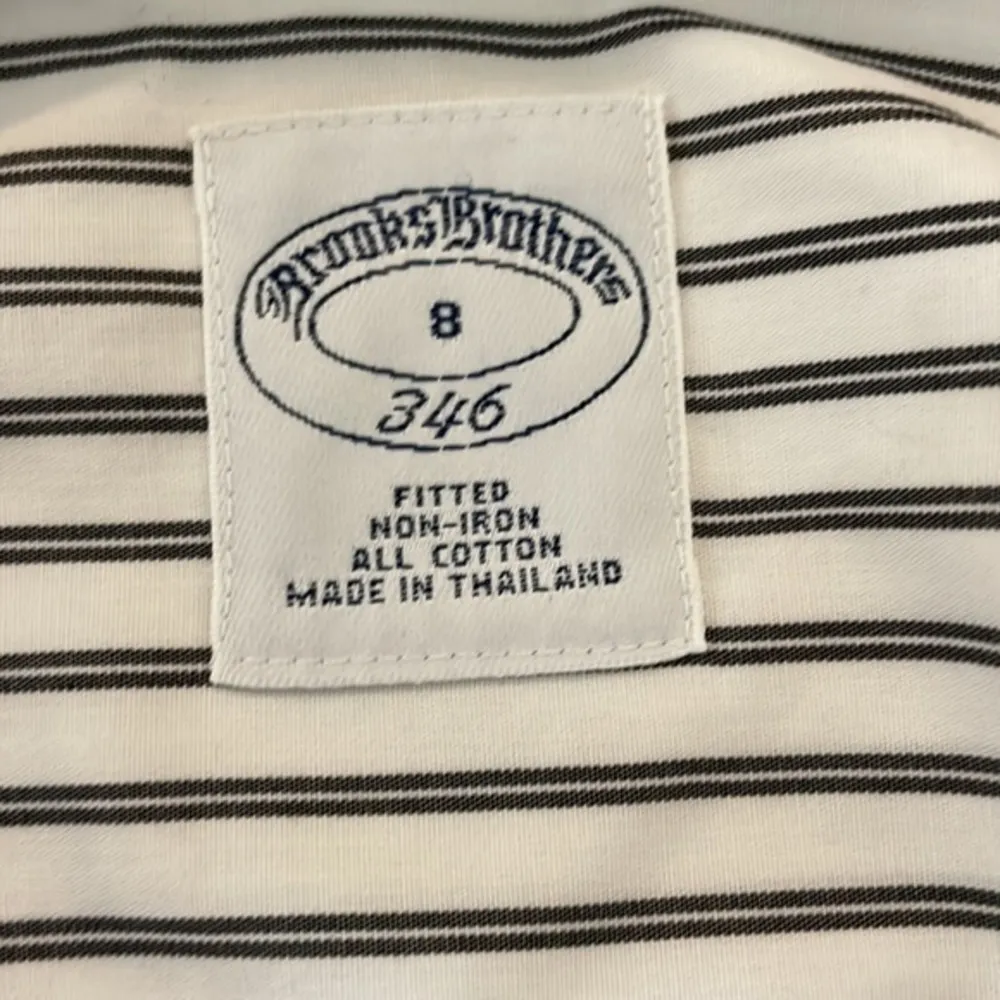 Brooks Brothers
8
346
FITTED
NON-IRON
ALL COTTON
MADE IN THAILAND